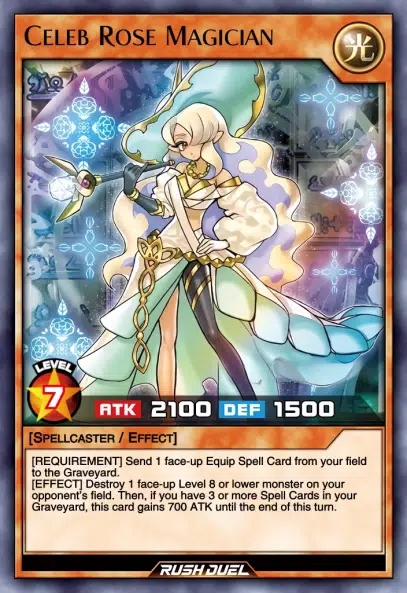 CELEB ROSE MAGICIAN
光
LEVEL
7
ATK 2100 DEF 1500
[SPELLCASTER / EFFECT]
[REQUIREMENT] Send 1 face-up Equip Spell Card from your field
to the Graveyard.
[EFFECT] Destroy 1 face-up Level 8 or lower monster on your
opponent's field. Then, if you have 3 or more Spell Cards in your
Graveyard, this card gains 700 ATK until the end of this turn.
RUSH DUEL